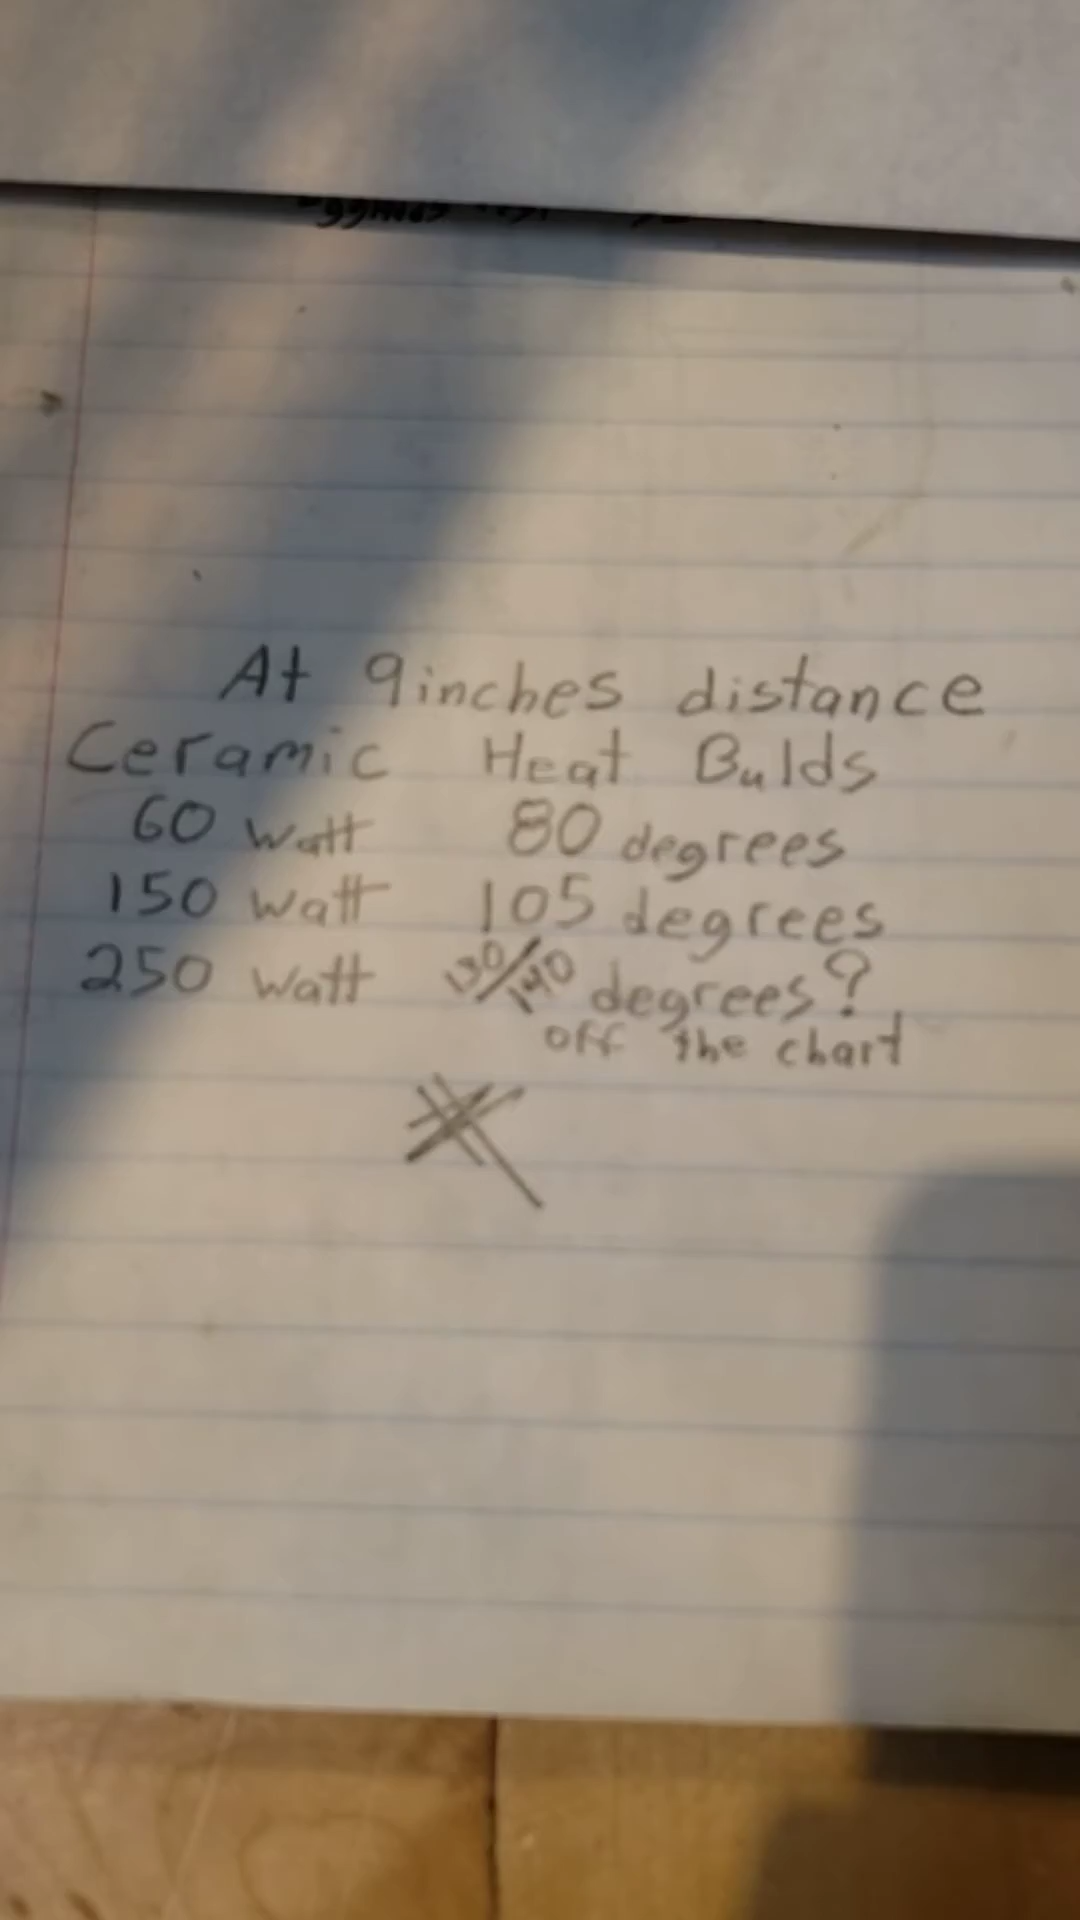 At 9inches distance
Ceramic Heat Bulds
60 watt 80 degrees
150 watt 105 degrees
250 watt 130/140 degrees?
off the chart